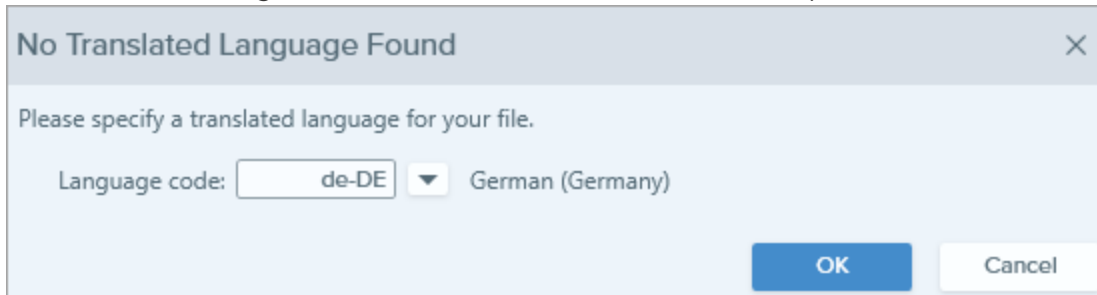 No Translated Language Found
Please specify a translated language for your file.
Language code: de-DE German (Germany)
OK Cancel